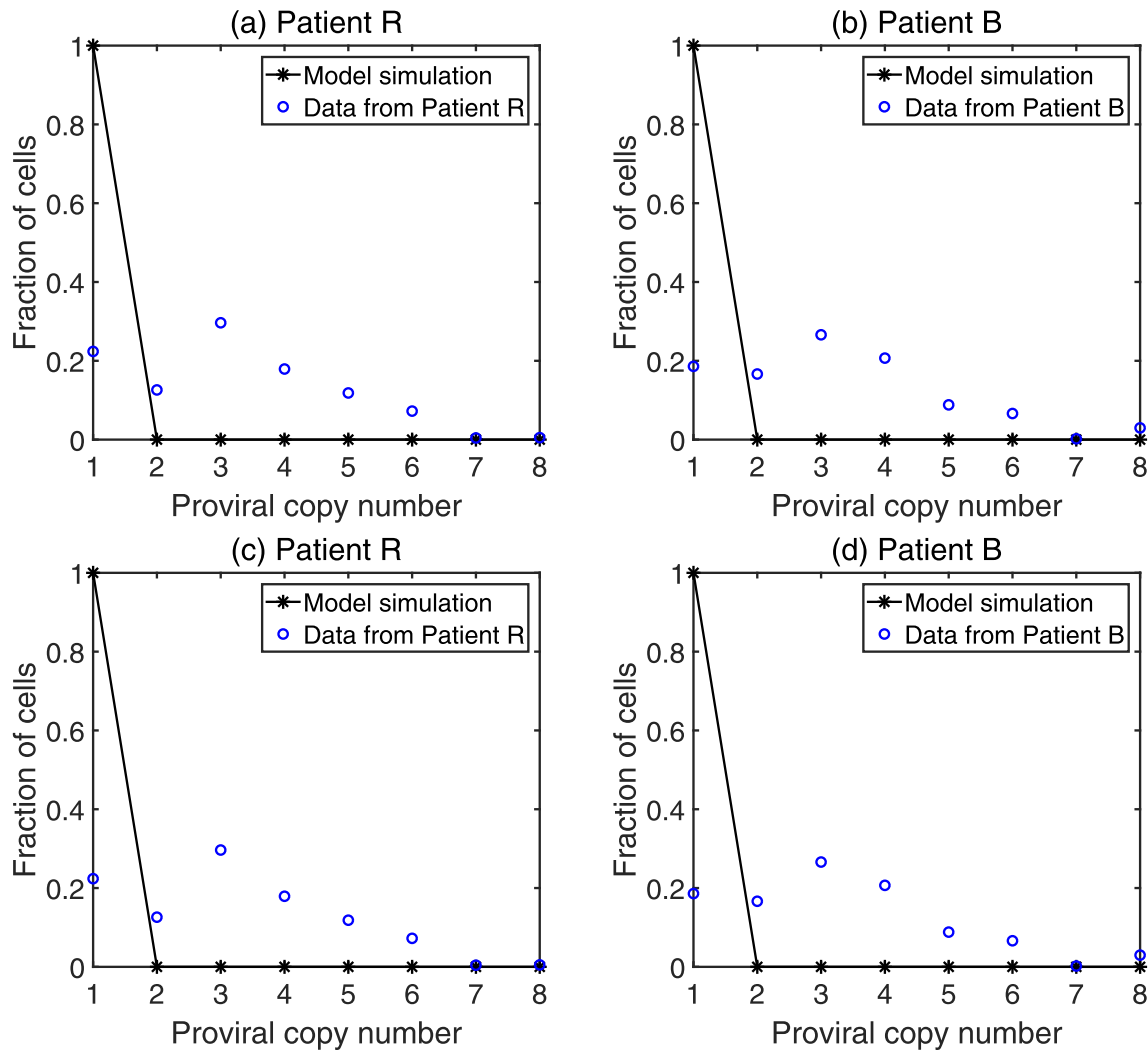 (a) Patient R
Fraction of cells
1
0.8
0.6
0.4
0.2
0
Model simulation
Data from Patient R
1 2 3 4 5 6 7 8
Proviral copy number
(b) Patient B
Fraction of cells
1
0.8
0.6
0.4
0.2
0
Model simulation
Data from Patient B
1 2 3 4 5 6 7 8
Proviral copy number
(c) Patient R
Fraction of cells
1
0.8
0.6
0.4
0.2
0
Model simulation
Data from Patient R
1 2 3 4 5 6 7 8
Proviral copy number
(d) Patient B
Fraction of cells
1
0.8
0.6
0.4
0.2
0
Model simulation
Data from Patient B
1 2 3 4 5 6 7 8
Proviral copy number